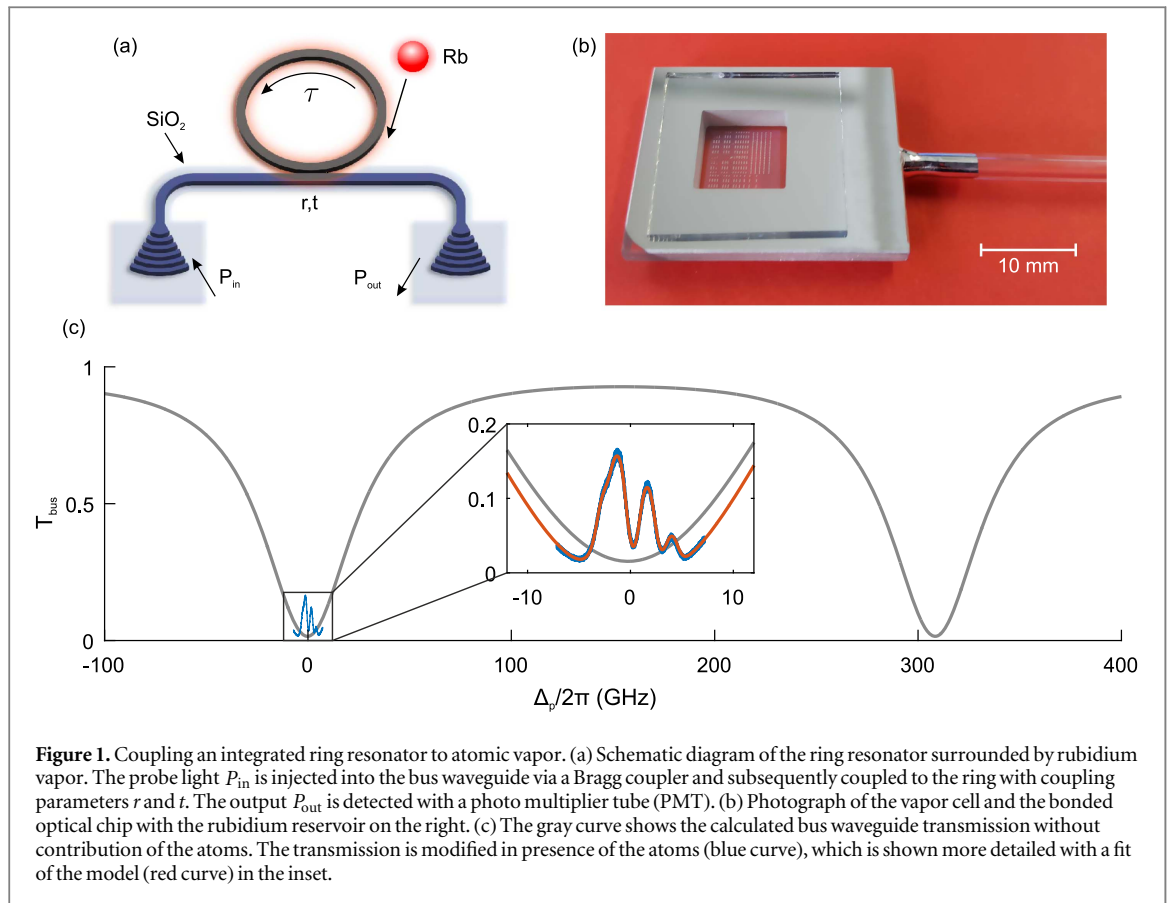 (a)
Rb
τ
SiO₂
r,t
P_in
P_out
(b)
10 mm
(c)
1
0.5
0
T_bus
-100
0
100
200
300
400
Δ_p/2π (GHz)
0.2
0.1
0
-10
0
10
Figure 1. Coupling an integrated ring resonator to atomic vapor. (a) Schematic diagram of the ring resonator surrounded by rubidium
vapor. The probe light P_in is injected into the bus waveguide via a Bragg coupler and subsequently coupled to the ring with coupling
parameters r and t. The output P_out is detected with a photo multiplier tube (PMT). (b) Photograph of the vapor cell and the bonded
optical chip with the rubidium reservoir on the right. (c) The gray curve shows the calculated bus waveguide transmission without
contribution of the atoms. The transmission is modified in presence of the atoms (blue curve), which is shown more detailed with a fit
of the model (red curve) in the inset.